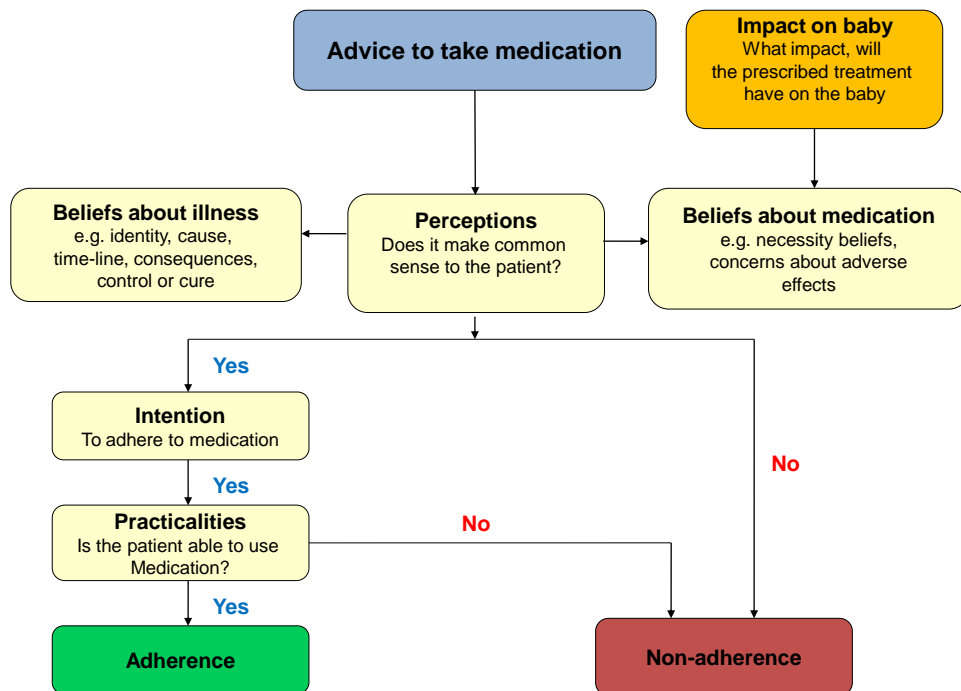 Advice to take medication
Impact on baby
What impact, will
the prescribed treatment
have on the baby
Beliefs about illness
e.g. identity, cause,
time-line, consequences,
control or cure
Perceptions
Does it make common
sense to the patient?
Beliefs about medication
e.g. necessity beliefs,
concerns about adverse
effects
Yes
Intention
To adhere to medication
No
Yes
Practicalities
Is the patient able to use
Medication?
No
Yes
Adherence
Non-adherence